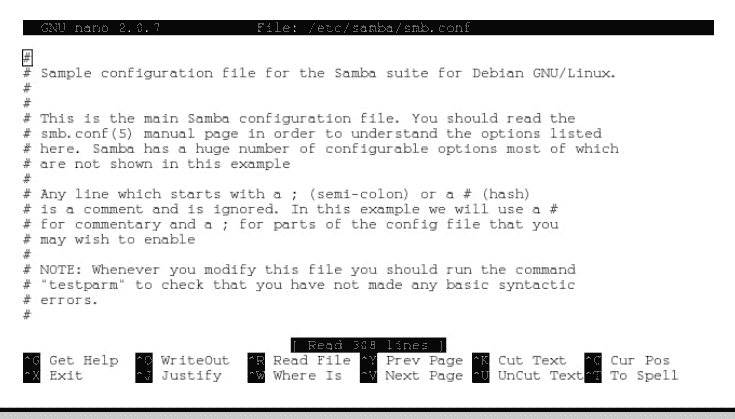 GNU nano 2.0.7 File: /etc/samba/smb.conf
#
# Sample configuration file for the Samba suite for Debian GNU/Linux.
#
#
# This is the main Samba configuration file. You should read the
# smb.conf(5) manual page in order to understand the options listed
# here. Samba has a huge number of configurable options most of which
# are not shown in this example
#
# Any line which starts with a ; (semi-colon) or a # (hash)
# is a comment and is ignored. In this example we will use a #
# for commentary and a ; for parts of the config file that you
# may wish to enable
#
# NOTE: Whenever you modify this file you should run the command
# "testparm" to check that you have not made any basic syntactic
# errors.
#
[ Read 308 lines ]
^G Get Help ^O WriteOut ^R Read File ^Y Prev Page ^K Cut Text ^C Cur Pos
^X Exit ^J Justify ^W Where Is ^V Next Page ^U UnCut Text ^T To Spell